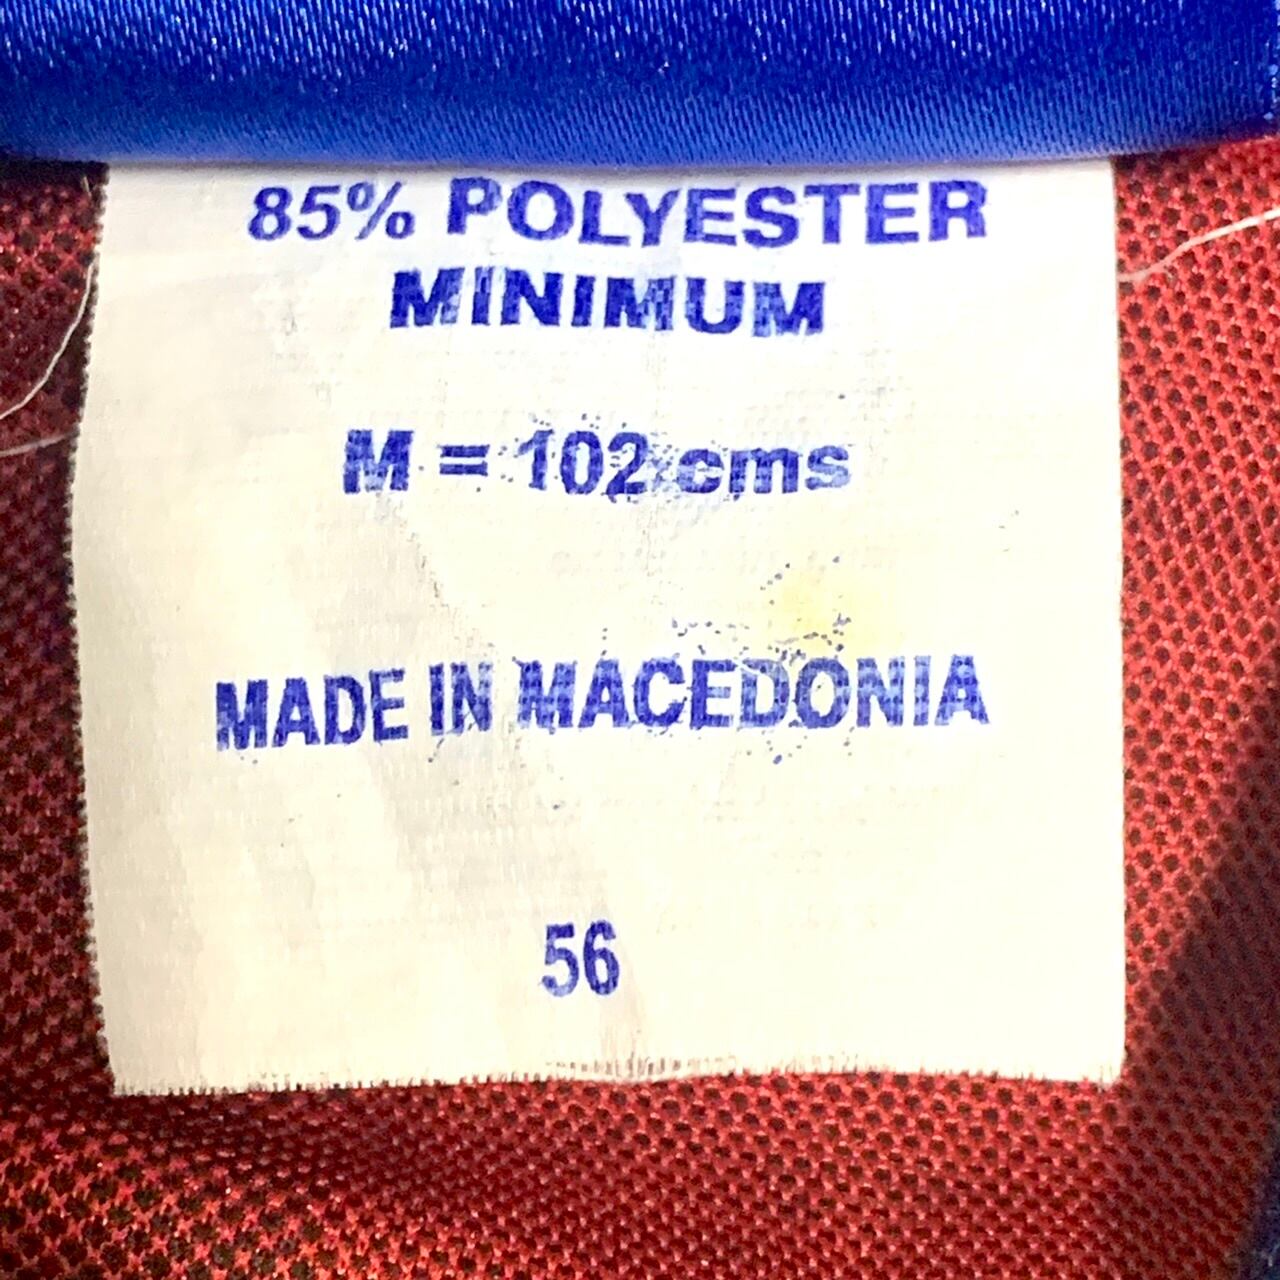 85% POLYESTER
MINIMUM
M = 102 cms
MADE IN MACEDONIA
56